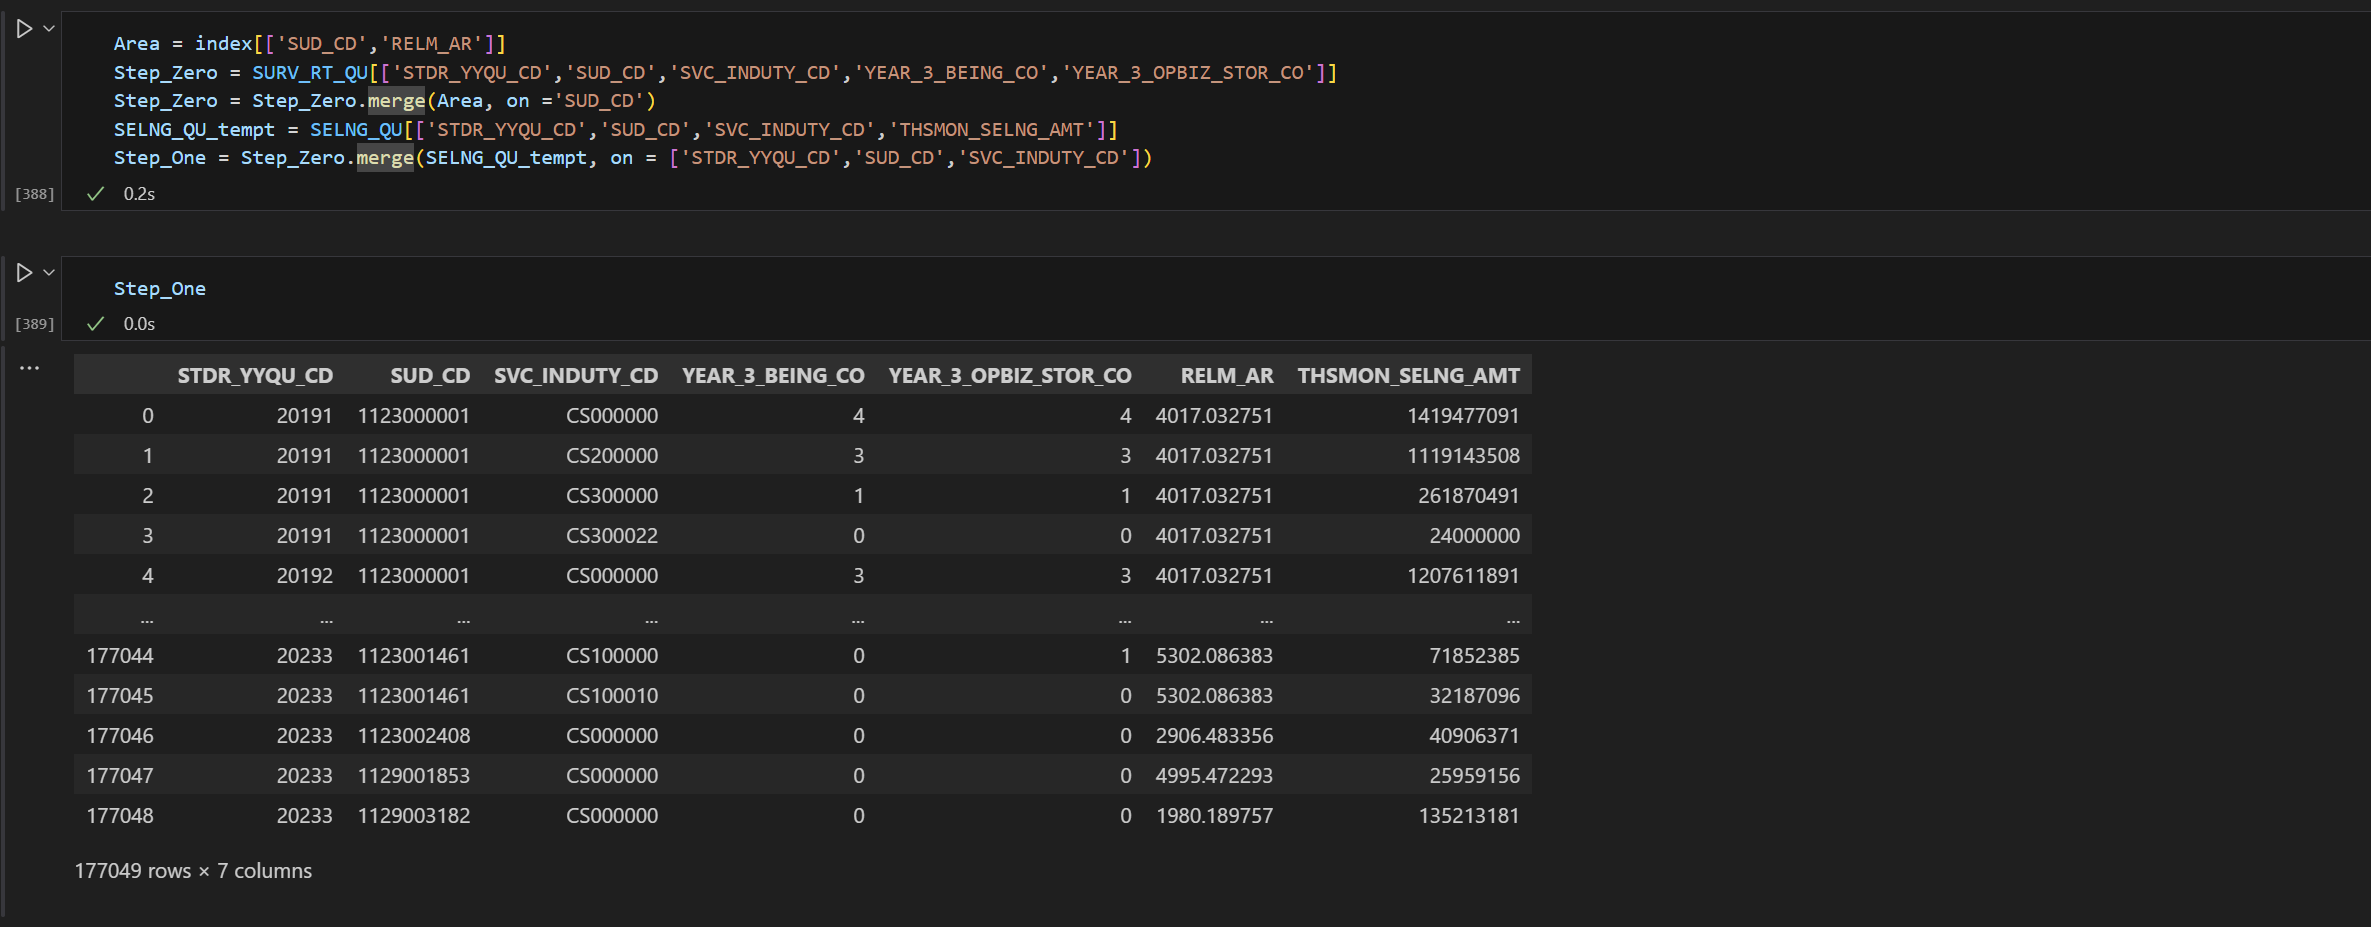 Area = index[['SUD_CD','RELM_AR']]
Step_Zero = SURV_RT_QU[['STDR_YYQU_CD','SUD_CD','SVC_INDUTY_CD','YEAR_3_BEING_CO','YEAR_3_OPBIZ_STOR_CO']]
Step_Zero = Step_Zero.merge(Area, on ='SUD_CD')
SELNG_QU_tempt = SELNG_QU[['STDR_YYQU_CD','SUD_CD','SVC_INDUTY_CD','THSMON_SELNG_AMT']]
Step_One = Step_Zero.merge(SELNG_QU_tempt, on = ['STDR_YYQU_CD','SUD_CD','SVC_INDUTY_CD'])
[388] ✓ 0.2s
Step_One
[389] ✓ 0.0s
...
STDR_YYQU_CD SUD_CD SVC_INDUTY_CD YEAR_3_BEING_CO YEAR_3_OPBIZ_STOR_CO RELM_AR THSMON_SELNG_AMT
0 20191 1123000001 CS000000 4 4 4017.032751 1419477091
1 20191 1123000001 CS200000 3 3 4017.032751 1119143508
2 20191 1123000001 CS300000 1 1 4017.032751 261870491
3 20191 1123000001 CS300022 0 0 4017.032751 24000000
4 20192 1123000001 CS000000 3 3 4017.032751 1207611891
... ... ... ... ... ... ... ...
177044 20233 1123001461 CS100000 0 1 5302.086383 71852385
177045 20233 1123001461 CS100010 0 0 5302.086383 32187096
177046 20233 1123002408 CS000000 0 0 2906.483356 40906371
177047 20233 1129001853 CS000000 0 0 4995.472293 25959156
177048 20233 1129003182 CS000000 0 0 1980.189757 135213181
177049 rows × 7 columns